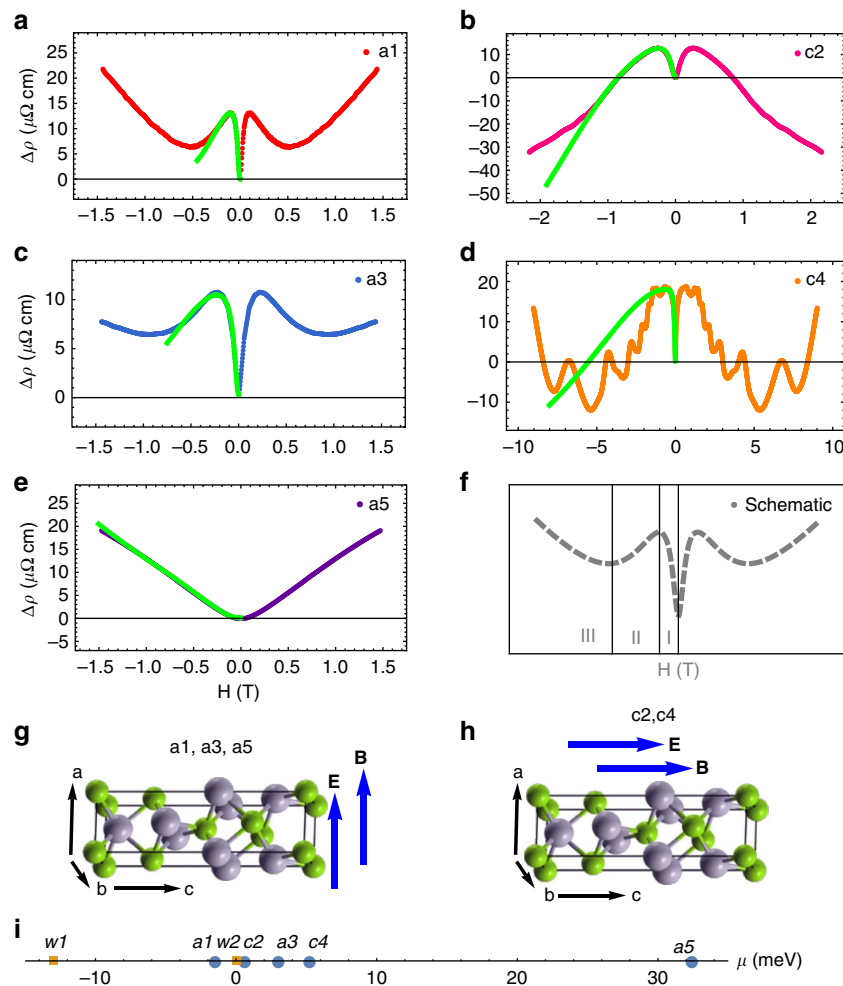 a
Δρ (μΩ cm)
25
20
15
10
5
0
a1
−1.5 −1.0 −0.5 0.0 0.5 1.0 1.5
b
10
0
−10
−20
−30
−40
−50
c2
−2 −1 0 1 2
c
Δρ (μΩ cm)
10
5
0
a3
−1.5 −1.0 −0.5 0.0 0.5 1.0 1.5
d
20
10
0
−10
c4
−10 −5 0 5 10
e
Δρ (μΩ cm)
25
20
15
10
5
0
−5
a5
−1.5 −1.0 −0.5 0.0 0.5 1.0 1.5
H (T)
f
Schematic
III II I
H (T)
g
a1, a3, a5
a
E
B
b
c
h
c2,c4
E
B
a
b
c
i
w1 a1 w2 c2 a3 c4 a5
μ (meV)
−10 0 10 20 30